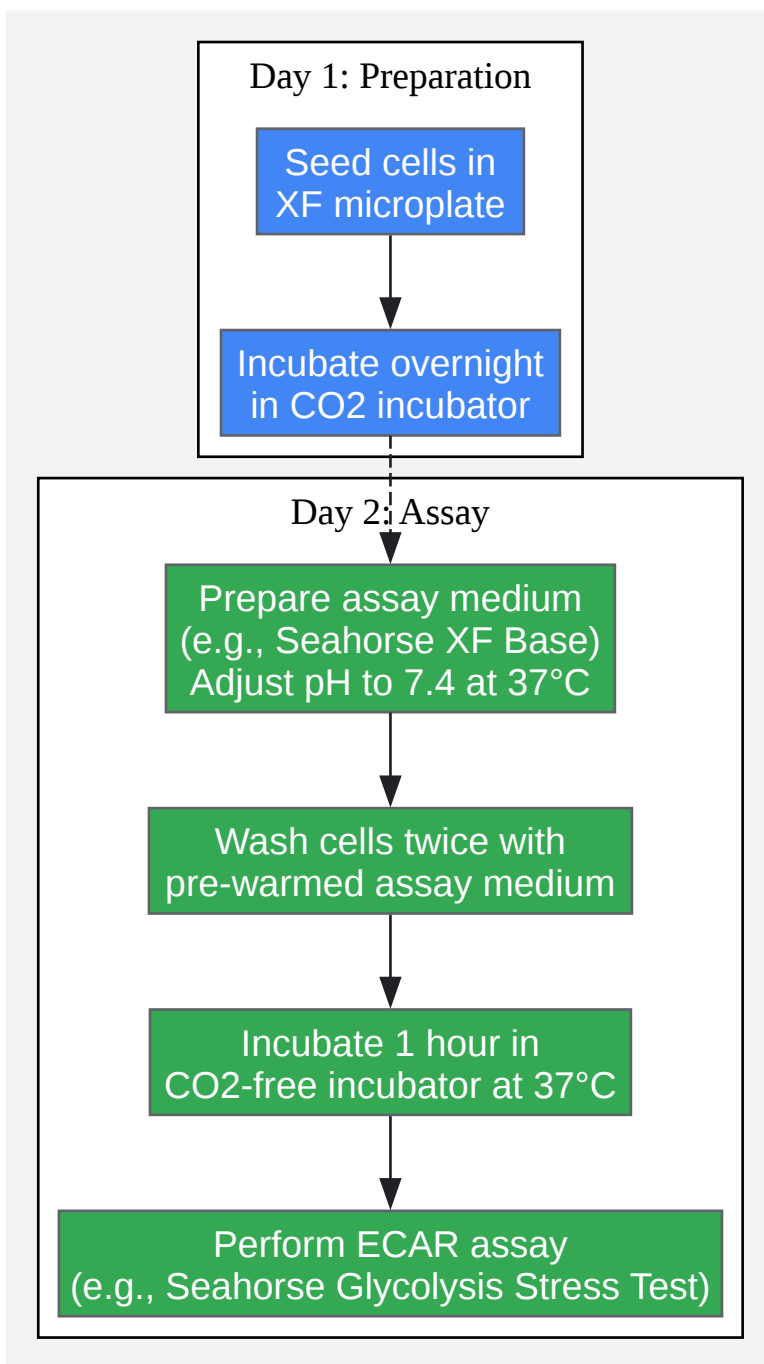 Day 1: Preparation
Seed cells in
XF microplate
Incubate overnight
in CO2 incubator
Day 2: Assay
Prepare assay medium
(e.g., Seahorse XF Base)
Adjust pH to 7.4 at 37°C
Wash cells twice with
pre-warmed assay medium
Incubate 1 hour in
CO2-free incubator at 37°C
Perform ECAR assay
(e.g., Seahorse Glycolysis Stress Test)